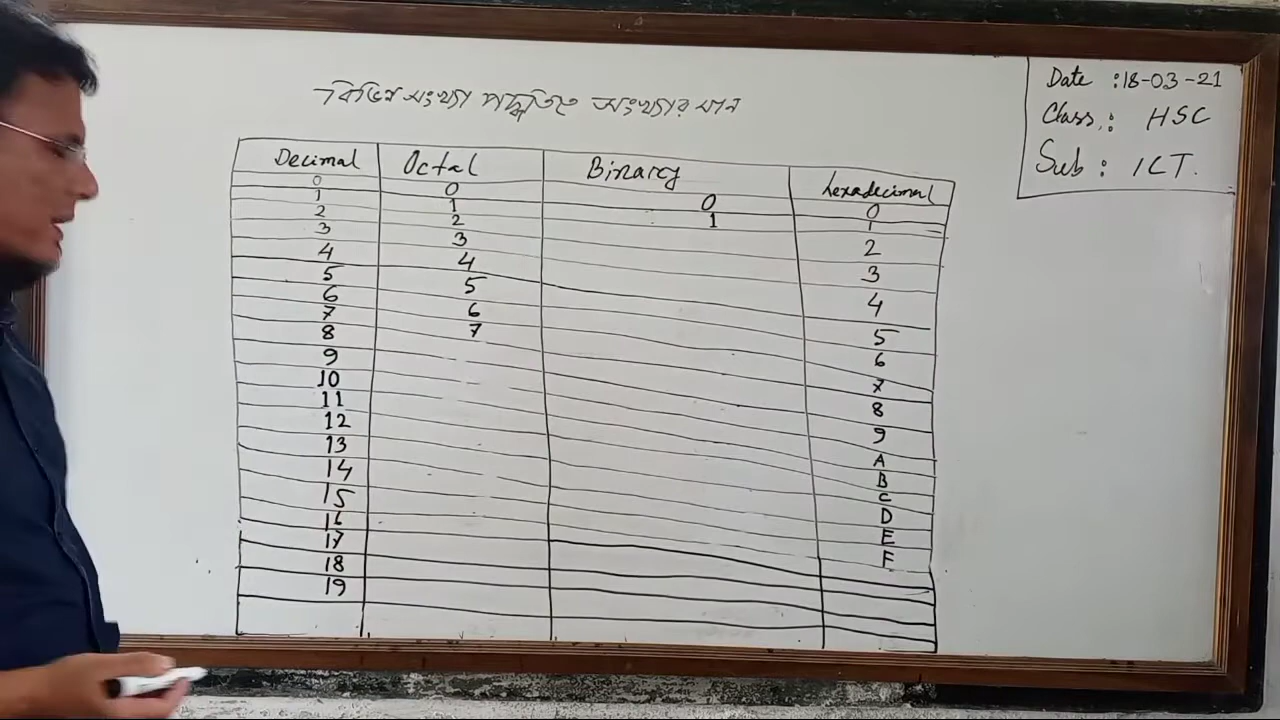 বিভিন্ন সংখ্যা পদ্ধতিতে সংখ্যার মান
Date : 18-03-21
Class : HSC
Sub : ICT.
Decimal Octal Binary hexadecimal
0 0 0 0
1 1 1 1
2 2 2
3 3 3
4 4 4
5 5 5
6 6 6
7 7 7
8 8
9 9
10 A
11 B
12 C
13 D
14 E
15 F
16
17
18
19